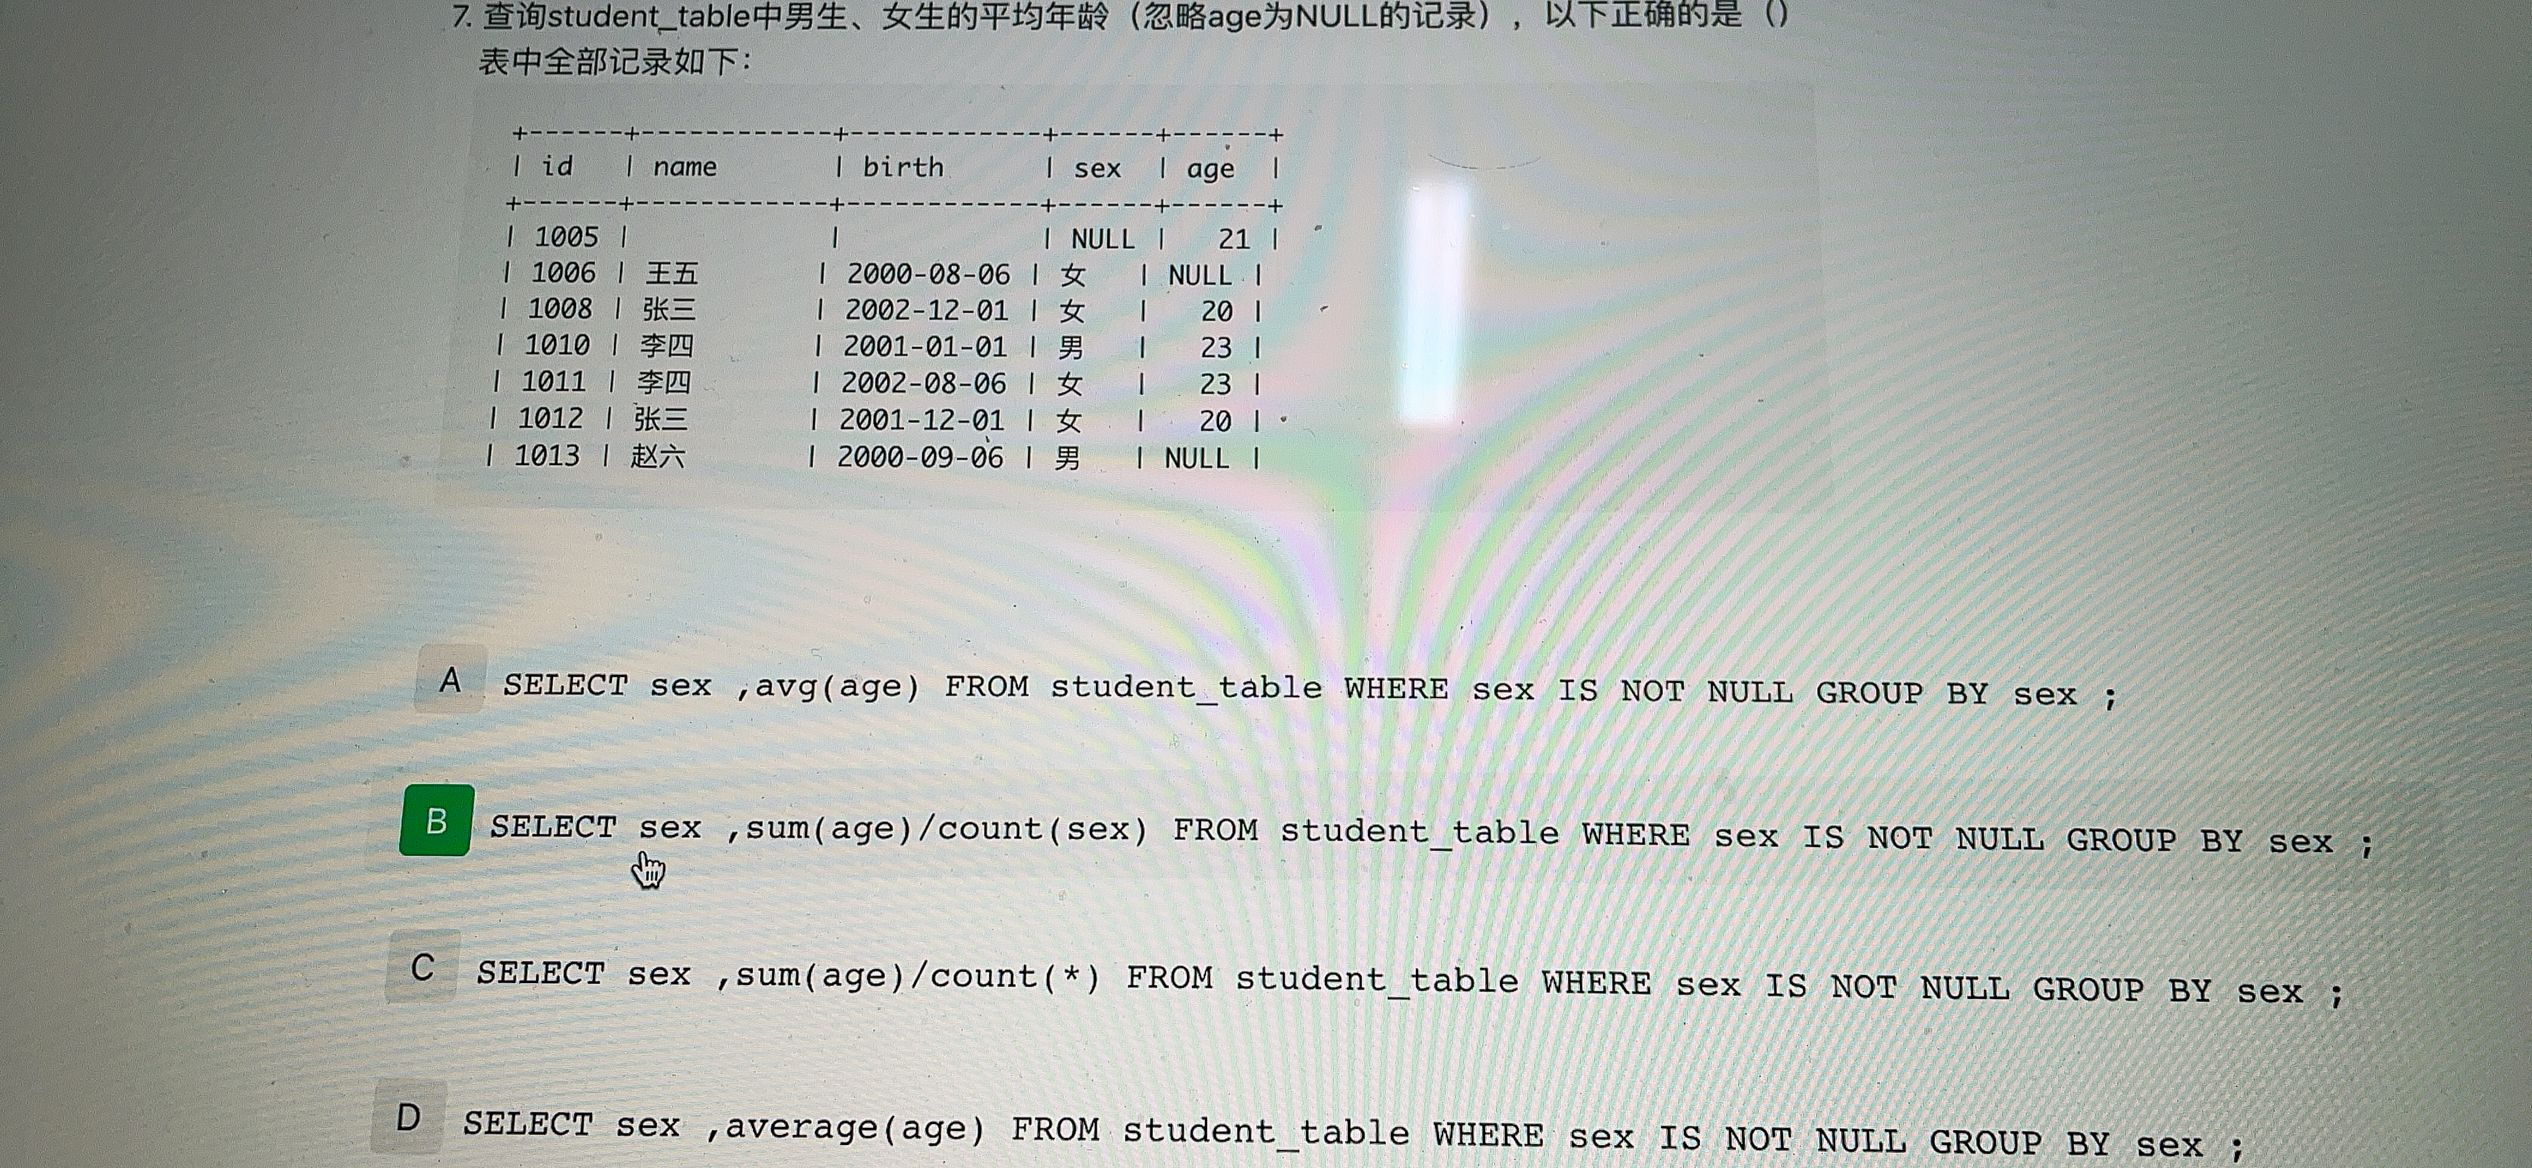 7. 查询student_table中男生、女生的平均年龄（忽略age为NULL的记录），以下正确的是（）
表中全部记录如下：
+------+------------+------------+------+------+
| id   | name       | birth      | sex  | age  |
+------+------------+------------+------+------+
| 1005 |            |            | NULL |   21 |
| 1006 | 王五       | 2000-08-06 | 女   | NULL |
| 1008 | 张三       | 2002-12-01 | 女   |   20 |
| 1010 | 李四       | 2001-01-01 | 男   |   23 |
| 1011 | 李四       | 2002-08-06 | 女   |   23 |
| 1012 | 张三       | 2001-12-01 | 女   |   20 |
| 1013 | 赵六       | 2000-09-06 | 男   | NULL |
A SELECT sex ,avg(age) FROM student_table WHERE sex IS NOT NULL GROUP BY sex ;
B SELECT sex ,sum(age)/count(sex) FROM student_table WHERE sex IS NOT NULL GROUP BY sex ;
C SELECT sex ,sum(age)/count(*) FROM student_table WHERE sex IS NOT NULL GROUP BY sex ;
D SELECT sex ,average(age) FROM student_table WHERE sex IS NOT NULL GROUP BY sex ;